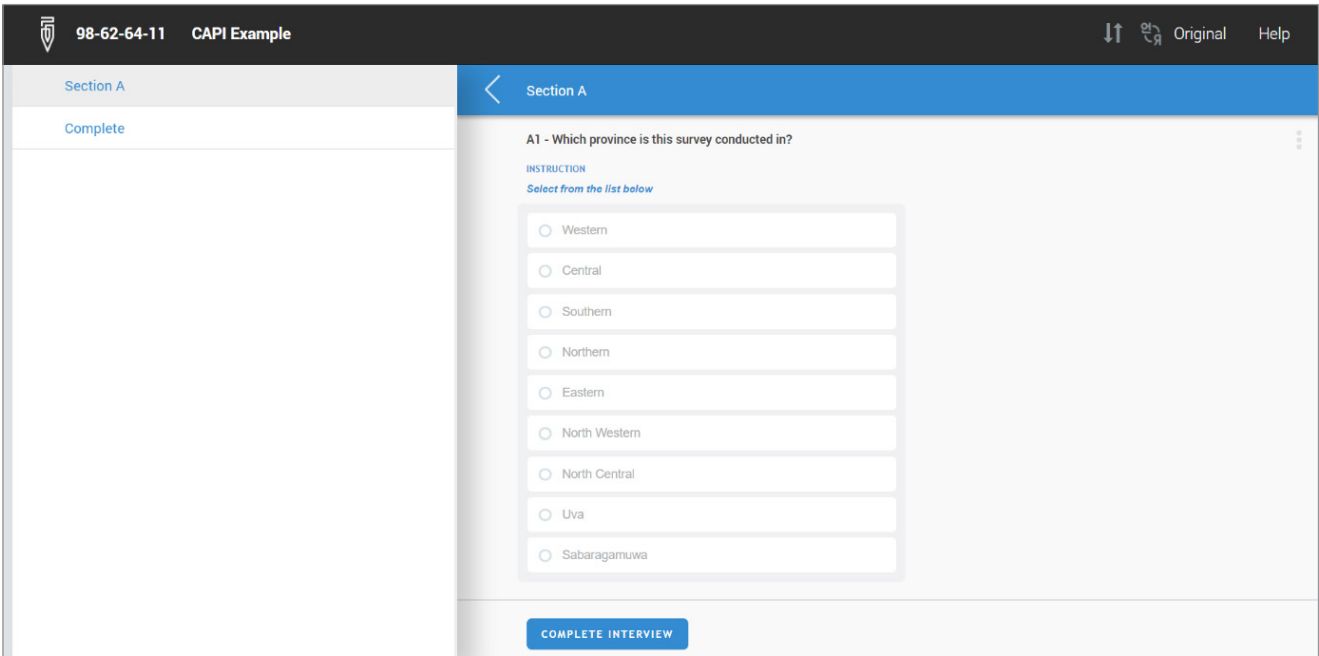 98-62-64-11 CAPI Example Original Help
Section A
Complete
Section A
A1 - Which province is this survey conducted in?
INSTRUCTION
Select from the list below
Western
Central
Southern
Northern
Eastern
North Western
North Central
Uva
Sabaragamuwa
COMPLETE INTERVIEW